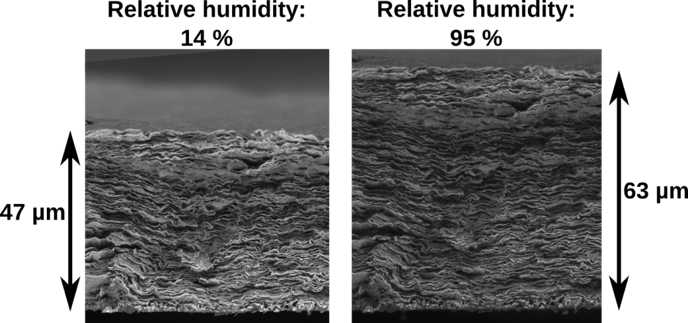 Relative humidity:
14 %
Relative humidity:
95 %
47 µm
63 µm